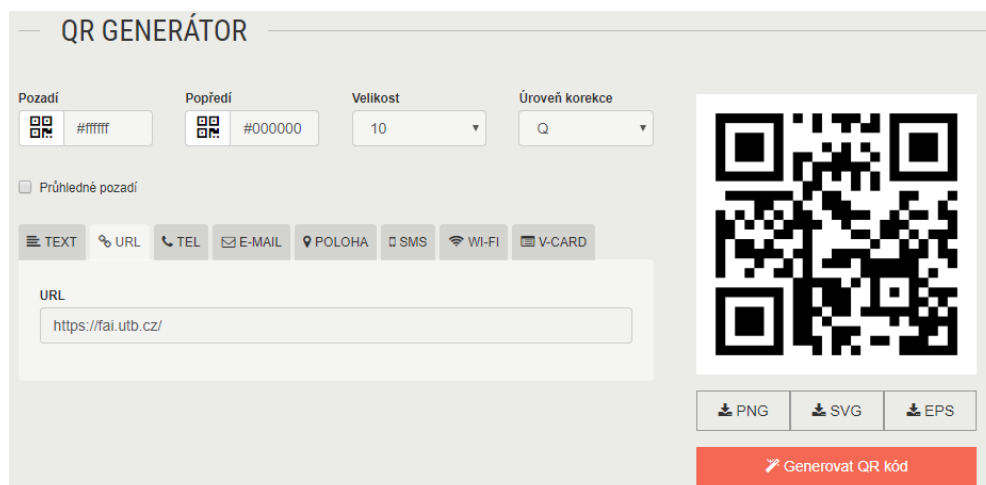 QR GENERÁTOR
Pozadí Popředí Velikost Úroveň korekce
#ffffff #000000 10 Q
Průhledné pozadí
TEXT URL TEL E-MAIL POLOHA SMS WI-FI V-CARD
URL
https://fai.utb.cz/
PNG SVG EPS
Generovat QR kód